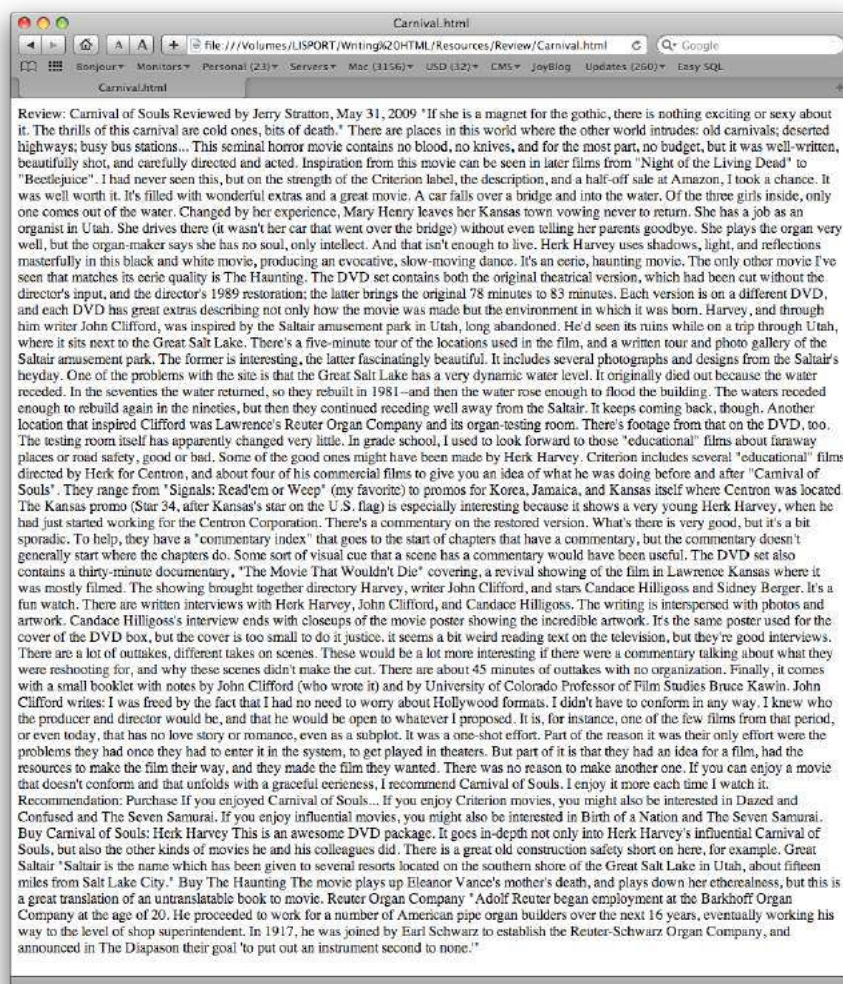 Carnival.html
A A + file:///Volumes/LISPORT/Writing%20HTML/Resources/Review/Carnival.html Google
Bonjour Monitors Personal (23) Servers Mac (3156) USD (32) CMS JoyBlog Updates (260) Easy SQL
Carnival.html
Review: Carnival of Souls Reviewed by Jerry Stratton, May 31, 2009 "If she is a magnet for the gothic, there is nothing exciting or sexy about
it. The thrills of this carnival are cold ones, bits of death." There are places in this world where the other world intrudes: old carnivals; deserted
highways; busy bus stations... This seminal horror movie contains no blood, no knives, and for the most part, no budget, but it was well-written,
beautifully shot, and carefully directed and acted. Inspiration from this movie can be seen in later films from "Night of the Living Dead" to
"Beetlejuice". I had never seen this, but on the strength of the Criterion label, the description, and a half-off sale at Amazon, I took a chance. It
was well worth it. It's filled with wonderful extras and a great movie. A car falls over a bridge and into the water. Of the three girls inside, only
one comes out of the water. Changed by her experience, Mary Henry leaves her Kansas town vowing never to return. She has a job as an
organist in Utah. She drives there (it wasn't her car that went over the bridge) without even telling her parents goodbye. She plays the organ very
well, but the organ-maker says she has no soul, only intellect. And that isn't enough to live. Herk Harvey uses shadows, light, and reflections
masterfully in this black and white movie, producing an evocative, slow-moving dance. It's an eerie, haunting movie. The only other movie I've
seen that matches its eerie quality is The Haunting. The DVD set contains both the original theatrical version, which had been cut without the
director's input, and the director's 1989 restoration; the latter brings the original 78 minutes to 83 minutes. Each version is on a different DVD,
and each DVD has great extras describing not only how the movie was made but the environment in which it was born. Harvey, and through
him writer John Clifford, was inspired by the Saltair amusement park in Utah, long abandoned. He'd seen its ruins while on a trip through Utah,
where it sits next to the Great Salt Lake. There's a five-minute tour of the locations used in the film, and a written tour and photo gallery of the
Saltair amusement park. The former is interesting, the latter fascinatingly beautiful. It includes several photographs and designs from the Saltair's
heyday. One of the problems with the site is that the Great Salt Lake has a very dynamic water level. It originally died out because the water
receded. In the seventies the water returned, so they rebuilt in 1981--and then the water rose enough to flood the building. The waters receded
enough to rebuild again in the nineties, but then they continued receding well away from the Saltair. It keeps coming back, though. Another
location that inspired Clifford was Lawrence's Reuter Organ Company and its organ-testing room. There's footage from that on the DVD, too.
The testing room itself has apparently changed very little. In grade school, I used to look forward to those "educational" films about faraway
places or road safety, good or bad. Some of the good ones might have been made by Herk Harvey. Criterion includes several "educational" films
directed by Herk for Centron, and about four of his commercial films to give you an idea of what he was doing before and after "Carnival of
Souls". They range from "Signals: Read'em or Weep" (my favorite) to promos for Korea, Jamaica, and Kansas itself where Centron was located.
The Kansas promo (Star 34, after Kansas's star on the U.S. flag) is especially interesting because it shows a very young Herk Harvey, when he
had just started working for the Centron Corporation. There's a commentary on the restored version. What's there is very good, but it's a bit
sporadic. To help, they have a "commentary index" that goes to the start of chapters that have a commentary, but the commentary doesn't
generally start where the chapters do. Some sort of visual cue that a scene has a commentary would have been useful. The DVD set also
contains a thirty-minute documentary, "The Movie That Wouldn't Die" covering, a revival showing of the film in Lawrence Kansas where it
was mostly filmed. The showing brought together directory Harvey, writer John Clifford, and stars Candace Hilligoss and Sidney Berger. It's a
fun watch. There are written interviews with Herk Harvey, John Clifford, and Candace Hilligoss. The writing is interspersed with photos and
artwork. Candace Hilligoss's interview ends with closeups of the movie poster showing the incredible artwork. It's the same poster used for the
cover of the DVD box, but the cover is too small to do it justice. it seems a bit weird reading text on the television, but they're good interviews.
There are a lot of outtakes, different takes on scenes. These would be a lot more interesting if there were a commentary talking about what they
were reshooting for, and why these scenes didn't make the cut. There are about 45 minutes of outtakes with no organization. Finally, it comes
with a small booklet with notes by John Clifford (who wrote it) and by University of Colorado Professor of Film Studies Bruce Kawin. John
Clifford writes: I was freed by the fact that I had no need to worry about Hollywood formats. I didn't have to conform in any way. I knew who
the producer and director would be, and that he would be open to whatever I proposed. It is, for instance, one of the few films from that period,
or even today, that has no love story or romance, even as a subplot. It was a one-shot effort. Part of the reason it was their only effort were the
problems they had once they had to enter it in the system, to get played in theaters. But part of it is that they had an idea for a film, had the
resources to make the film their way, and they made the film they wanted. There was no reason to make another one. If you can enjoy a movie
that doesn't conform and that unfolds with a graceful eerieness, I recommend Carnival of Souls. I enjoy it more each time I watch it.
Recommendation: Purchase If you enjoyed Carnival of Souls... If you enjoy Criterion movies, you might also be interested in Dazed and
Confused and The Seven Samurai. If you enjoy influential movies, you might also be interested in Birth of a Nation and The Seven Samurai.
Buy Carnival of Souls: Herk Harvey This is an awesome DVD package. It goes in-depth not only into Herk Harvey's influential Carnival of
Souls, but also the other kinds of movies he and his colleagues did. There is a great old construction safety short on here, for example. Great
Saltair "Saltair is the name which has been given to several resorts located on the southern shore of the Great Salt Lake in Utah, about fifteen
miles from Salt Lake City." Buy The Haunting The movie plays up Eleanor Vance's mother's death, and plays down her etherealness, but this is
a great translation of an untranslatable book to movie. Reuter Organ Company "Adolf Reuter began employment at the Barkhoff Organ
Company at the age of 20. He proceeded to work for a number of American pipe organ builders over the next 16 years, eventually working his
way to the level of shop superintendent. In 1917, he was joined by Earl Schwarz to establish the Reuter-Schwarz Organ Company, and
announced in The Diapason their goal 'to put out an instrument second to none.'"